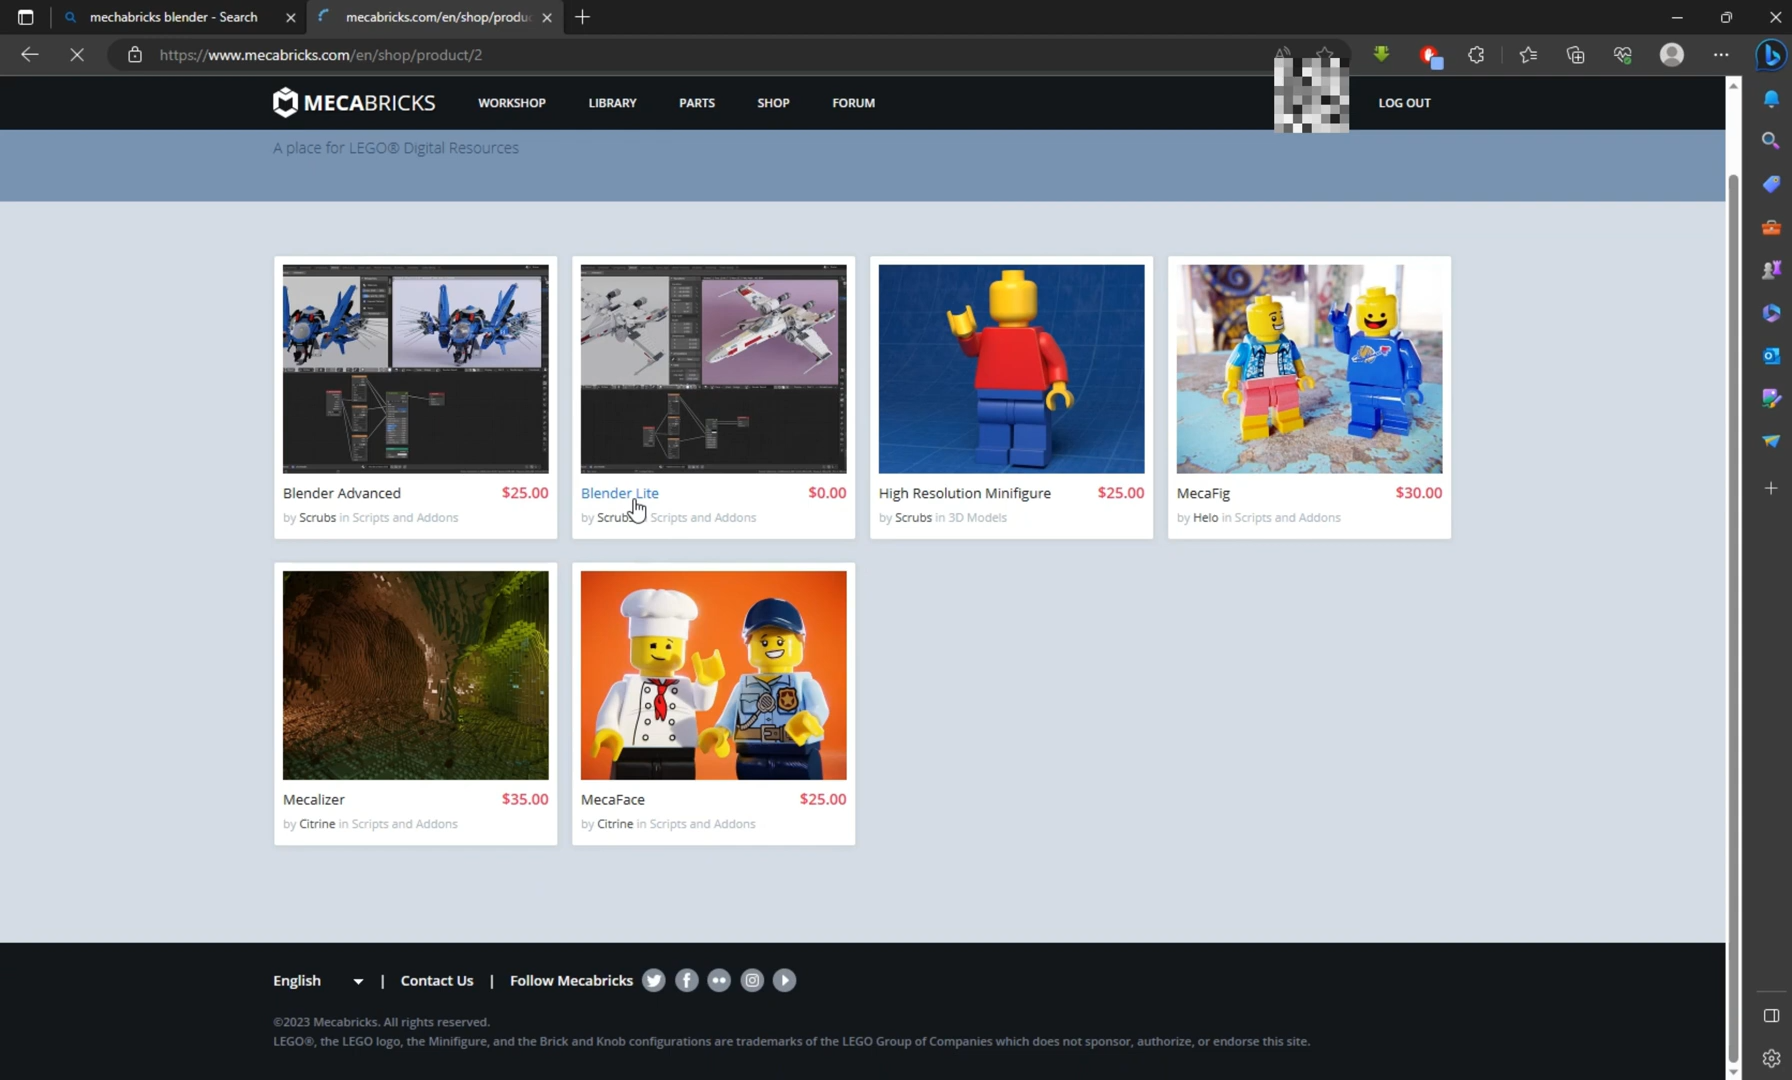 mechabricks blender - Search
mecabricks.com/en/shop/produ
https://www.mecabricks.com/en/shop/product/2
MECABRICKS
WORKSHOP
LIBRARY
PARTS
SHOP
FORUM
LOG OUT
A place for LEGO® Digital Resources
Blender Advanced $25.00
by Scrubs in Scripts and Addons
Blender Lite $0.00
by Scrubs Scripts and Addons
High Resolution Minifigure $25.00
by Scrubs in 3D Models
MecaFig $30.00
by Helo in Scripts and Addons
Mecalizer $35.00
by Citrine in Scripts and Addons
MecaFace $25.00
by Citrine in Scripts and Addons
English | Contact Us | Follow Mecabricks
©2023 Mecabricks. All rights reserved.
LEGO®, the LEGO logo, the Minifigure, and the Brick and Knob configurations are trademarks of the LEGO Group of Companies which does not sponsor, authorize, or endorse this site.